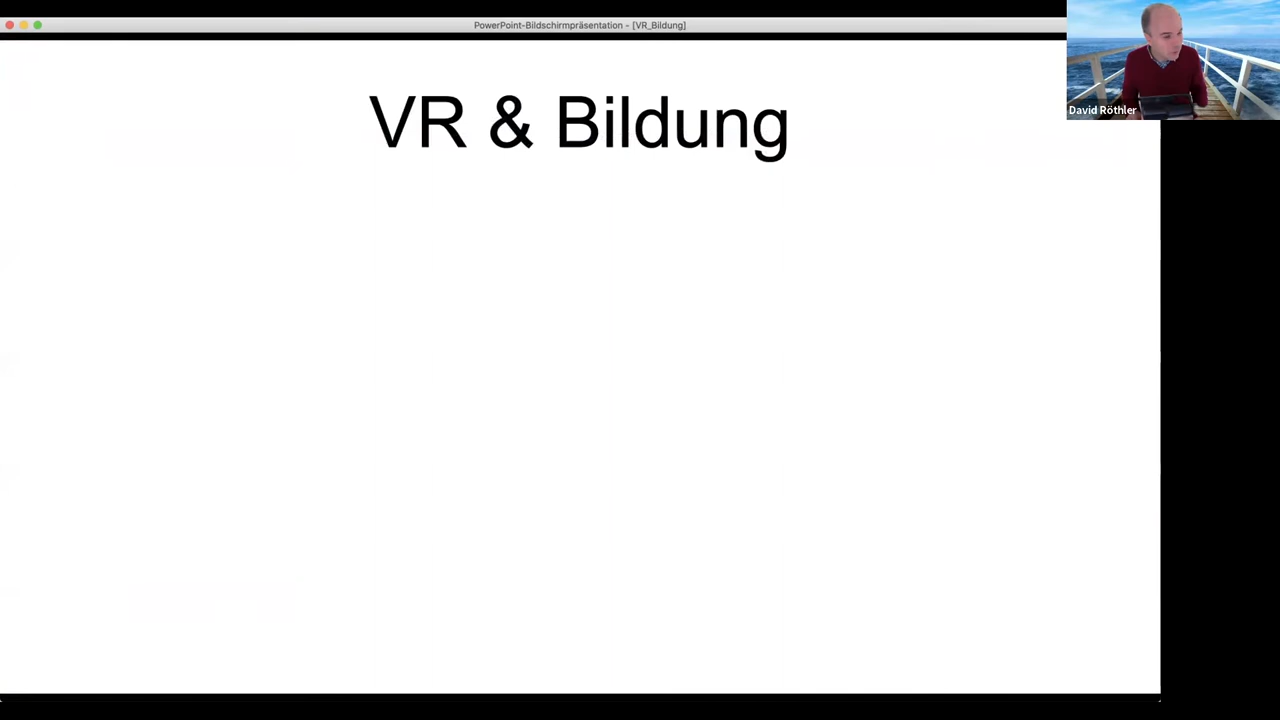 PowerPoint-Bildschirmpräsentation - [VR_Bildung]
David Röthler
VR & Bildung